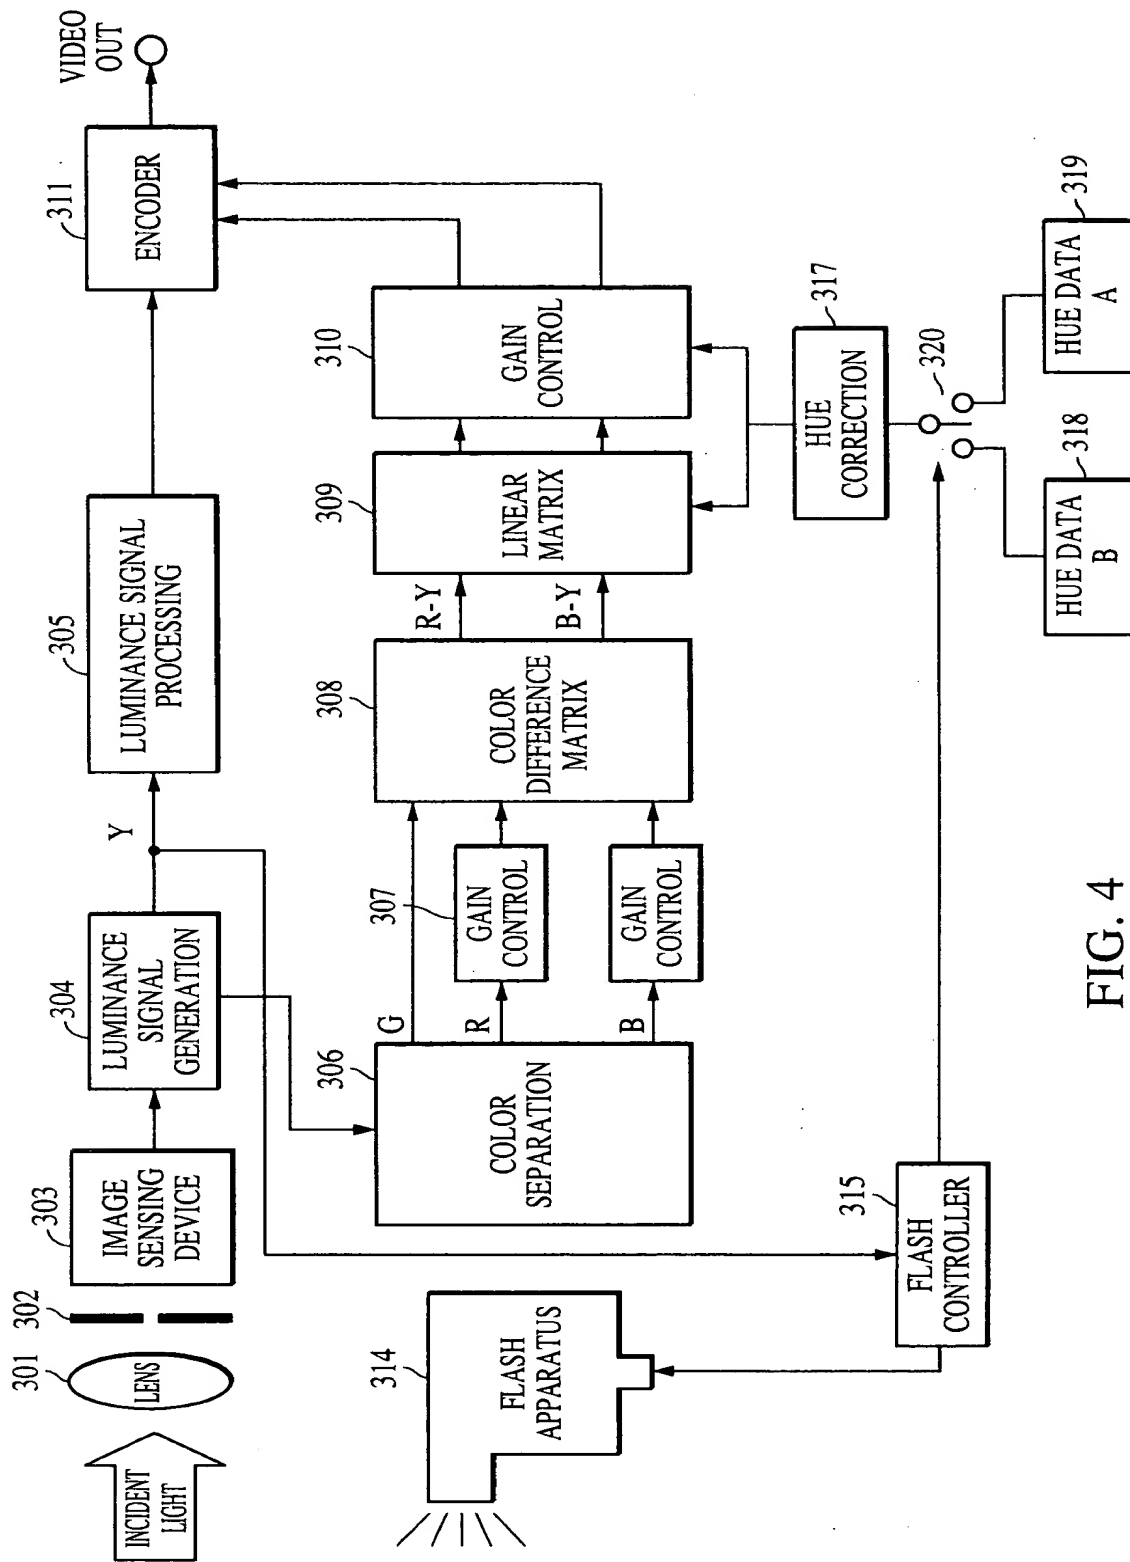 INCIDENT
LIGHT
301
LENS
302
303
IMAGE
SENSING
DEVICE
304
LUMINANCE
SIGNAL
GENERATION
Y
305
LUMINANCE SIGNAL
PROCESSING
311
ENCODER
VIDEO
OUT
306
COLOR
SEPARATION
G
R
B
307
GAIN
CONTROL
GAIN
CONTROL
308
COLOR
DIFFERENCE
MATRIX
R-Y
B-Y
309
LINEAR
MATRIX
310
GAIN
CONTROL
314
FLASH
APPARATUS
315
FLASH
CONTROLLER
317
HUE
CORRECTION
320
318
HUE DATA
B
319
HUE DATA
A
FIG. 4